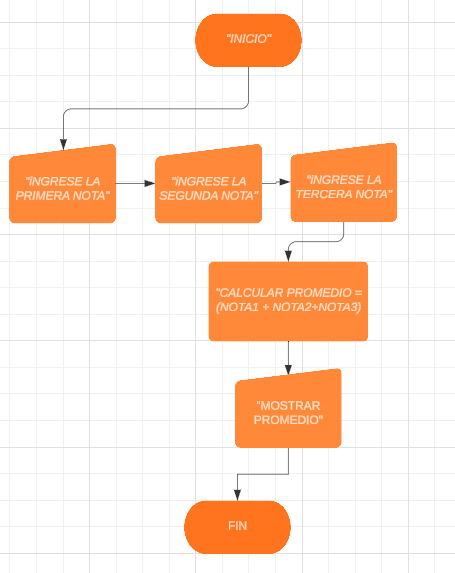 "INICIO"
"INGRESE LA
PRIMERA NOTA"
"INGRESE LA
SEGUNDA NOTA"
"INGRESE LA
TERCERA NOTA"
"CALCULAR PROMEDIO =
(NOTA1 + NOTA2÷NOTA3)
"MOSTRAR
PROMEDIO"
FIN